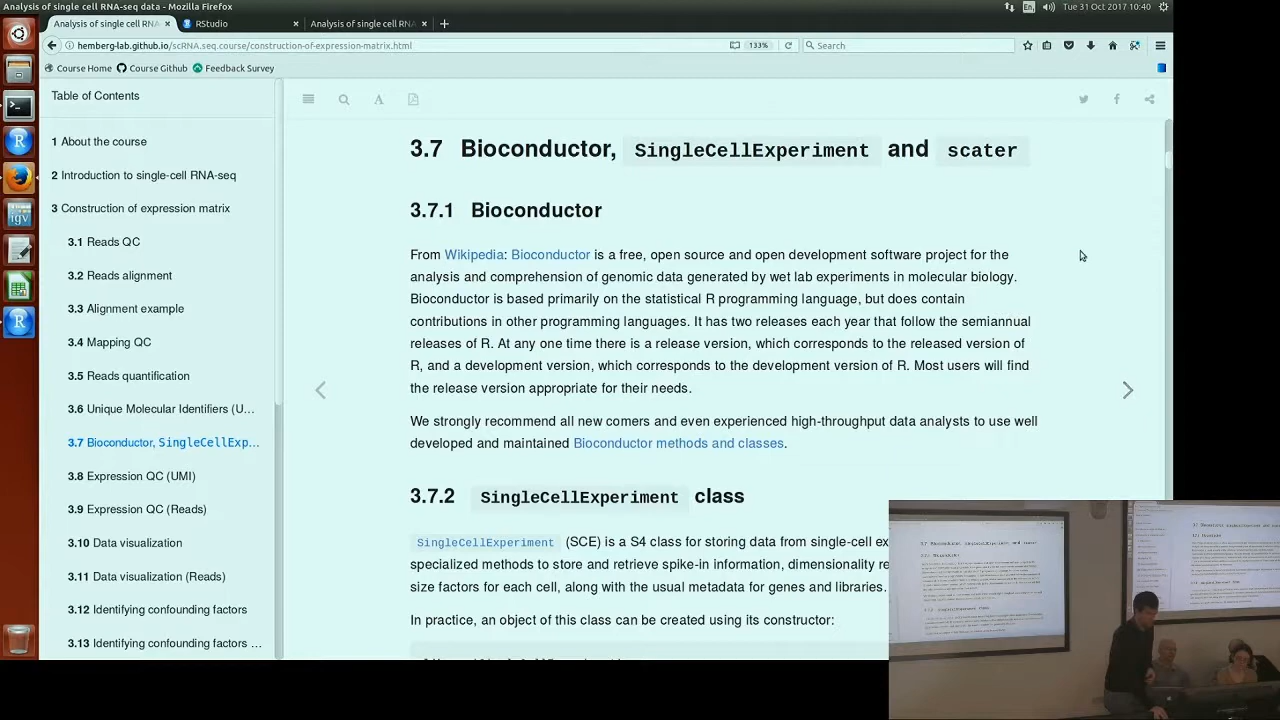 Analysis of single cell RNA-seq data - Mozilla Firefox
En
Tue 31 Oct 2017 10:40
Analysis of single cell RNA
RStudio
Analysis of single cell RNA
hemberg-lab.github.io/scRNA.seq.course/construction-of-expression-matrix.html
133%
Search
Course Home
Course Github
Feedback Survey
Table of Contents
1 About the course
2 Introduction to single-cell RNA-seq
3 Construction of expression matrix
3.1 Reads QC
3.2 Reads alignment
3.3 Alignment example
3.4 Mapping QC
3.5 Reads quantification
3.6 Unique Molecular Identifiers (U...
3.7 Bioconductor, SingleCellExp...
3.8 Expression QC (UMI)
3.9 Expression QC (Reads)
3.10 Data visualization
3.11 Data visualization (Reads)
3.12 Identifying confounding factors
3.13 Identifying confounding factors ...
R
igv
R
A
3.7 Bioconductor, SingleCellExperiment and scater
3.7.1 Bioconductor
From Wikipedia: Bioconductor is a free, open source and open development software project for the
analysis and comprehension of genomic data generated by wet lab experiments in molecular biology.
Bioconductor is based primarily on the statistical R programming language, but does contain
contributions in other programming languages. It has two releases each year that follow the semiannual
releases of R. At any one time there is a release version, which corresponds to the released version of
R, and a development version, which corresponds to the development version of R. Most users will find
the release version appropriate for their needs.
We strongly recommend all new comers and even experienced high-throughput data analysts to use well
developed and maintained Bioconductor methods and classes.
3.7.2 SingleCellExperiment class
SingleCellExperiment (SCE) is a S4 class for storing data from single-cell ex
specialized methods to store and retrieve spike-in information, dimensionality re
size factors for each cell, along with the usual metadata for genes and libraries.
In practice, an object of this class can be created using its constructor: